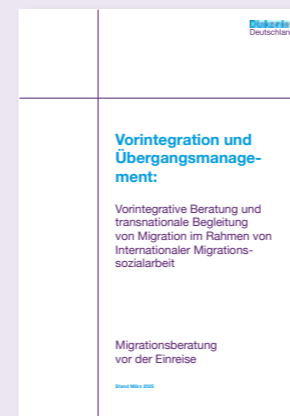 Diakonie
Deutschland
Vorintegration und
Übergangsmanage-
ment:
Vorintegrative Beratung und
transnationale Begleitung
von Migration im Rahmen von
Internationaler Migrations-
sozialarbeit
Migrationsberatung
vor der Einreise
Stand März 2025